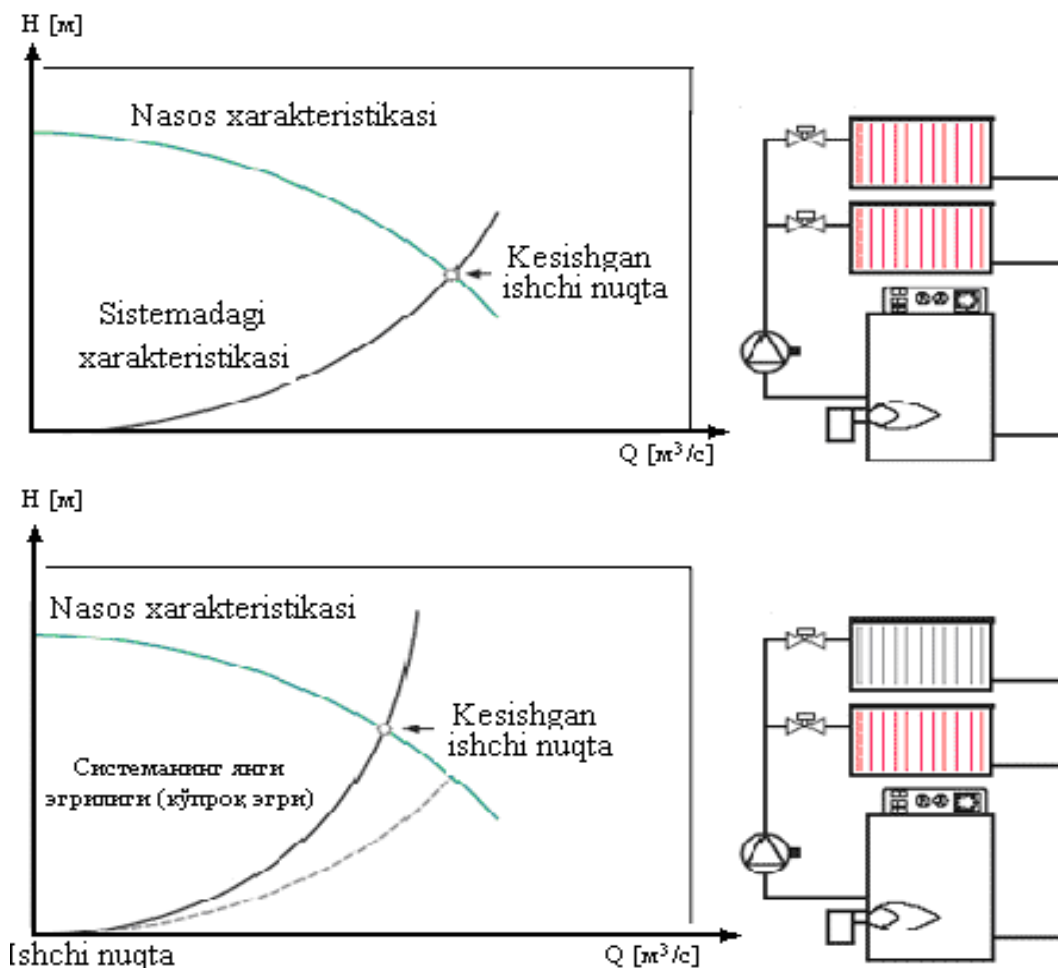 H [м]
Nasos xarakteristikasi
Kesishgan
ishchi nuqta
Sistemadagi
xarakteristikasi
Q [м³/с]
H [м]
Nasos xarakteristikasi
Kesishgan
ishchi nuqta
Системанинг янги
эгрилиги (кўпроқ эгри)
Ishchi nuqta
Q [м³/с]